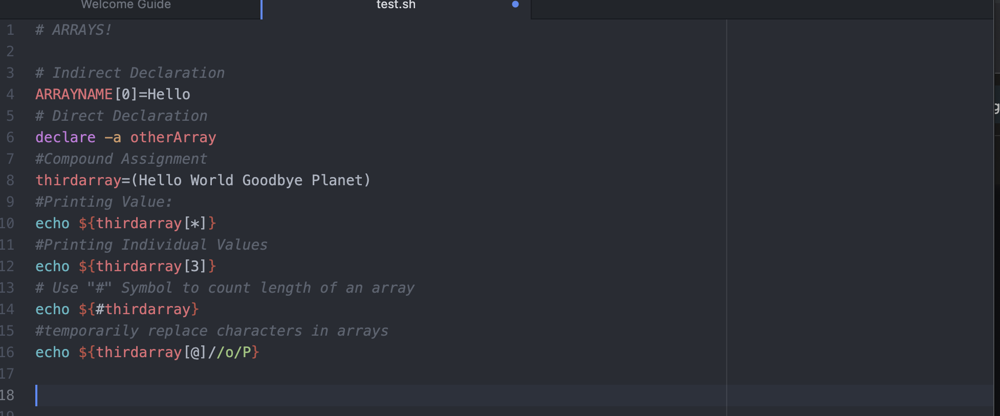 Welcome Guide
test.sh
1 # ARRAYS!
2
3 # Indirect Declaration
4 ARRAYNAME[0]=Hello
5 # Direct Declaration
6 declare -a otherArray
7 #Compound Assignment
8 thirdarray=(Hello World Goodbye Planet)
9 #Printing Value:
10 echo ${thirdarray[*]}
11 #Printing Individual Values
12 echo ${thirdarray[3]}
13 # Use "#" Symbol to count length of an array
14 echo ${#thirdarray}
15 #temporarily replace characters in arrays
16 echo ${thirdarray[@]//o/P}
17
18
19
g